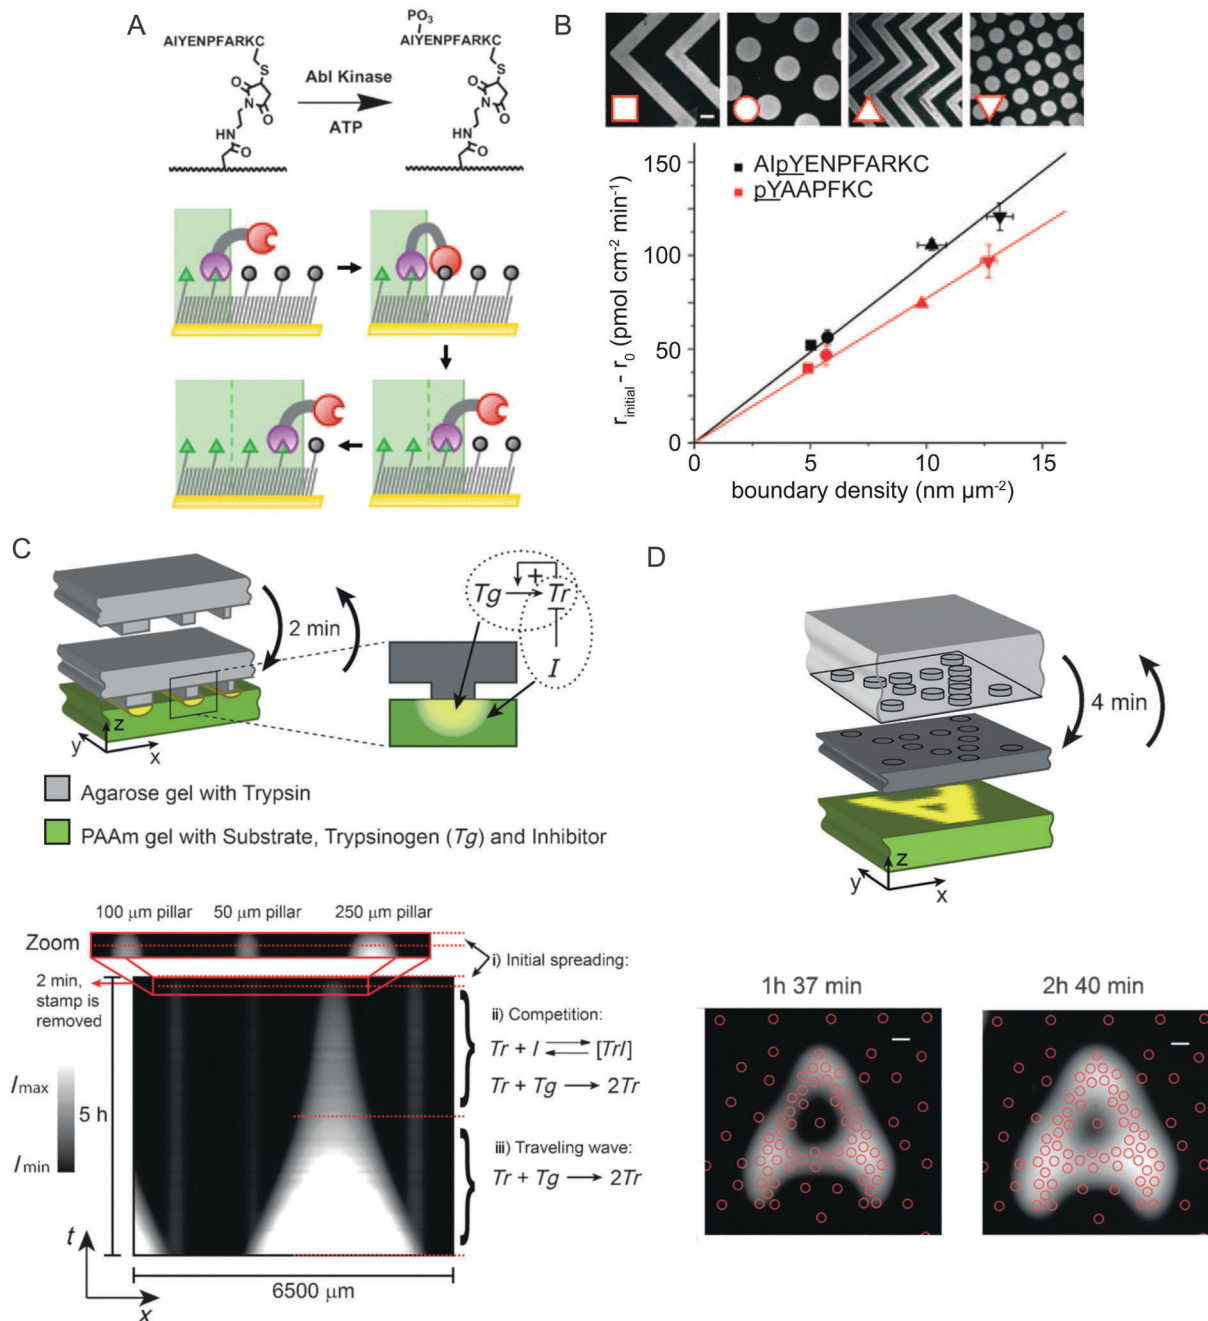 A
AIYENPFARKC
S
O
N
O
HN
O
Abl Kinase
ATP
PO3
AIYENPFARKC
S
O
N
O
HN
O
B
150
100
50
0
0
5
10
15
AIpYENPFARKC
pYAAPFKC
rinitial - r0 (pmol cm-2 min-1)
boundary density (nm µm-2)
C
2 min
z
y
x
Tg
+
Tr
I
Agarose gel with Trypsin
PAAm gel with Substrate, Trypsinogen (Tg) and Inhibitor
D
4 min
z
y
x
100 µm pillar
50 µm pillar
250 µm pillar
Zoom
2 min,
stamp is
removed
i) Initial spreading:
ii) Competition:
Tr + I ⇌ [TrI]
Tr + Tg → 2Tr
iii) Traveling wave:
Tr + Tg → 2Tr
Imax
Imin
5 h
t
x
6500 µm
1h 37 min
2h 40 min